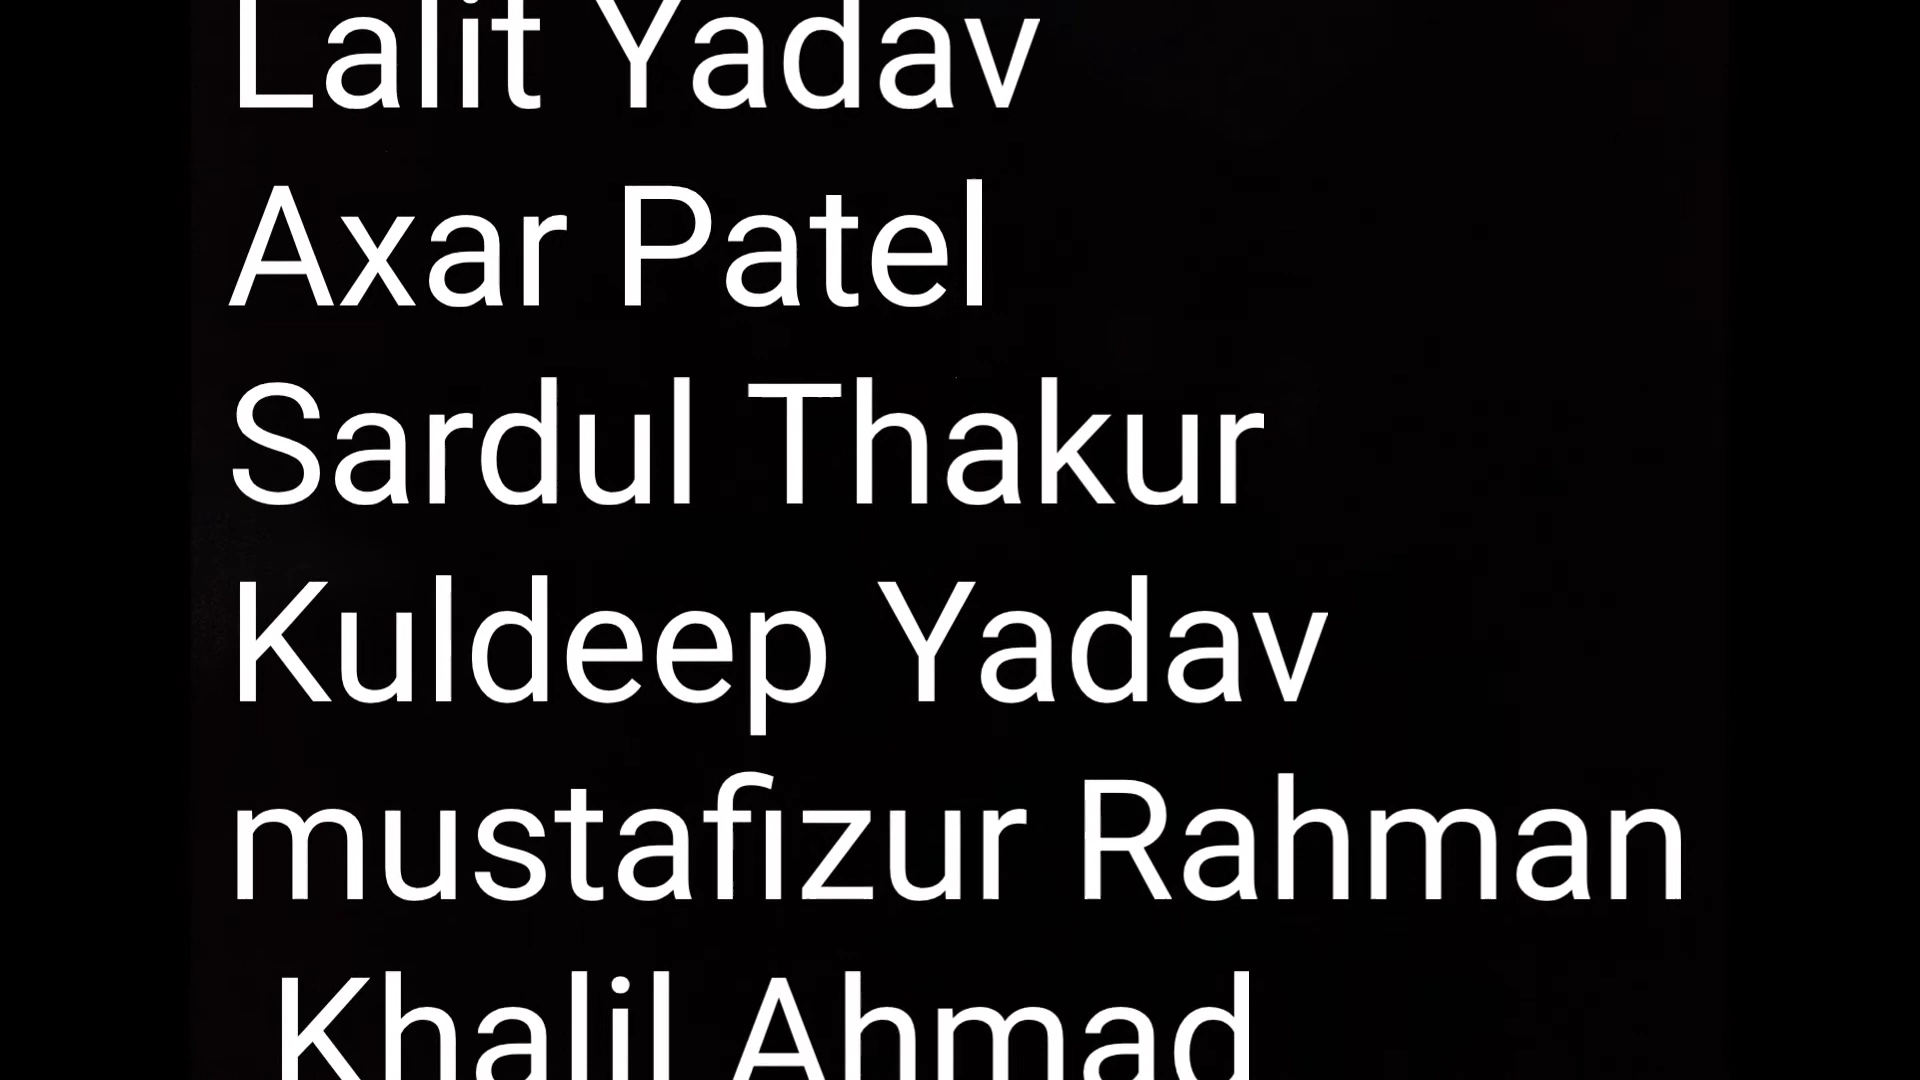 Lalit Yadav
Axar Patel
Sardul Thakur
Kuldeep Yadav
mustafizur Rahman
Khalil Ahmad